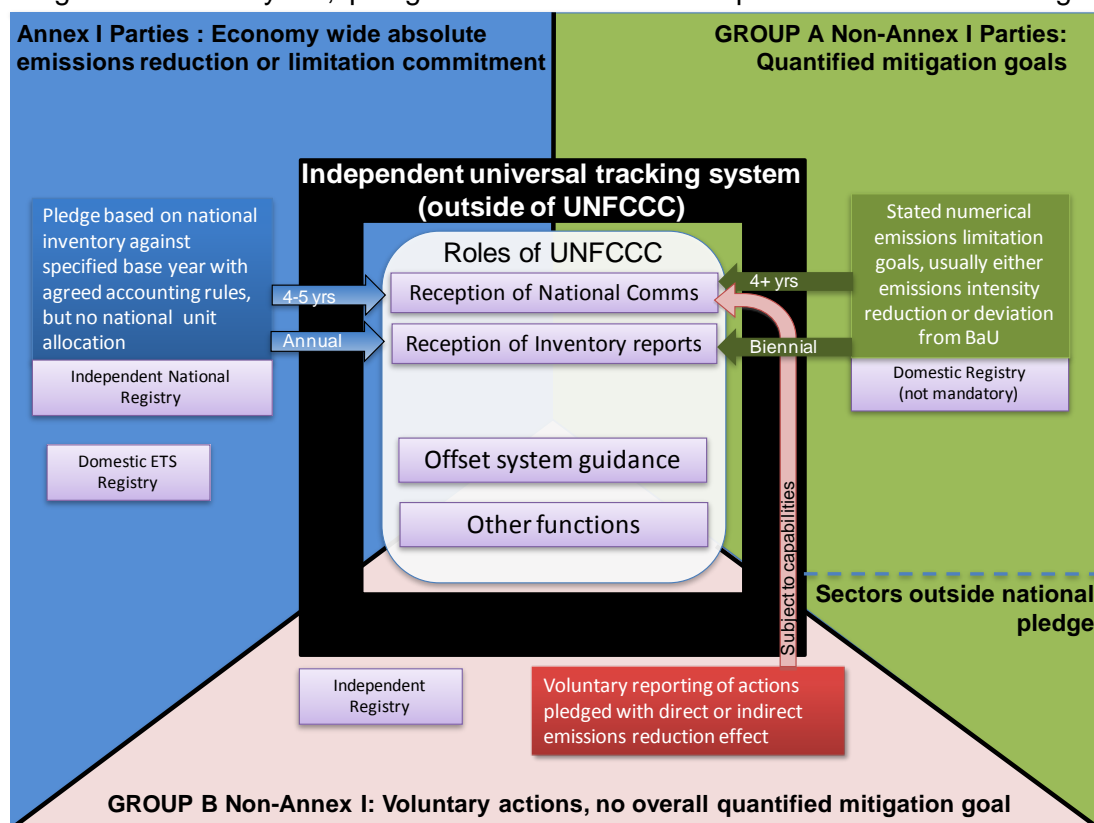 Annex I Parties : Economy wide absolute
emissions reduction or limitation commitment
GROUP A Non-Annex I Parties:
Quantified mitigation goals
Independent universal tracking system
(outside of UNFCCC)
Pledge based on national
inventory against
specified base year with
agreed accounting rules,
but no national unit
allocation
Independent National
Registry
Domestic ETS
Registry
4-5 yrs
Annual
Roles of UNFCCC
Reception of National Comms
Reception of Inventory reports
Offset system guidance
Other functions
4+ yrs
Biennial
Stated numerical
emissions limitation
goals, usually either
emissions intensity
reduction or deviation
from BaU
Domestic Registry
(not mandatory)
Subject to capabilities
Sectors outside national
pledge
Independent
Registry
Voluntary reporting of actions
pledged with direct or indirect
emissions reduction effect
GROUP B Non-Annex I: Voluntary actions, no overall quantified mitigation goal